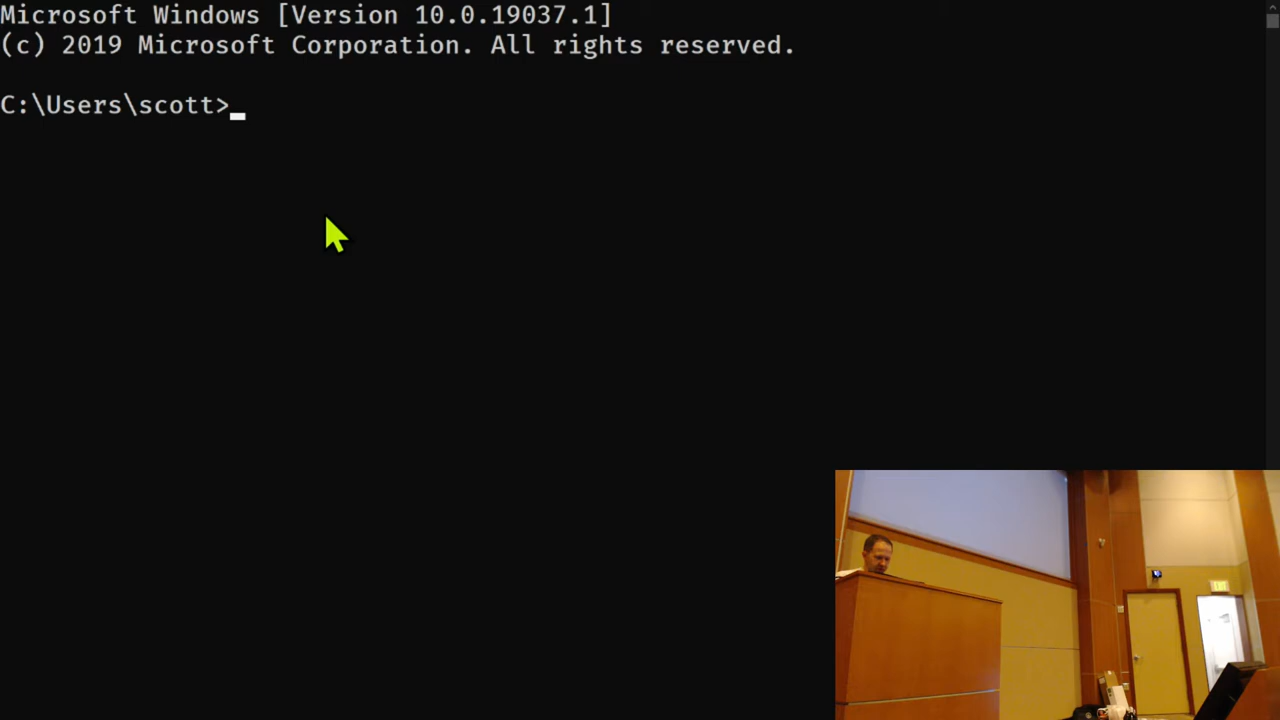 Microsoft Windows [Version 10.0.19037.1]
(c) 2019 Microsoft Corporation. All rights reserved.
C:\Users\scott>